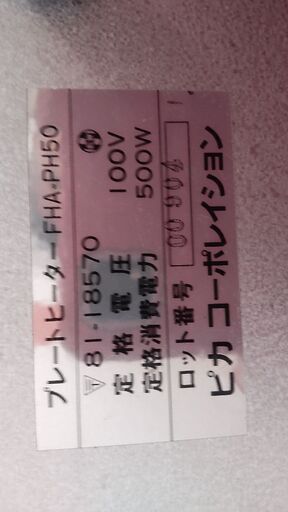 プレートヒーターFHA-PH50
〒81-18570
定格電圧 100V
定格消費電力 500W
ロット番号 00904
ピカ コーポレイション